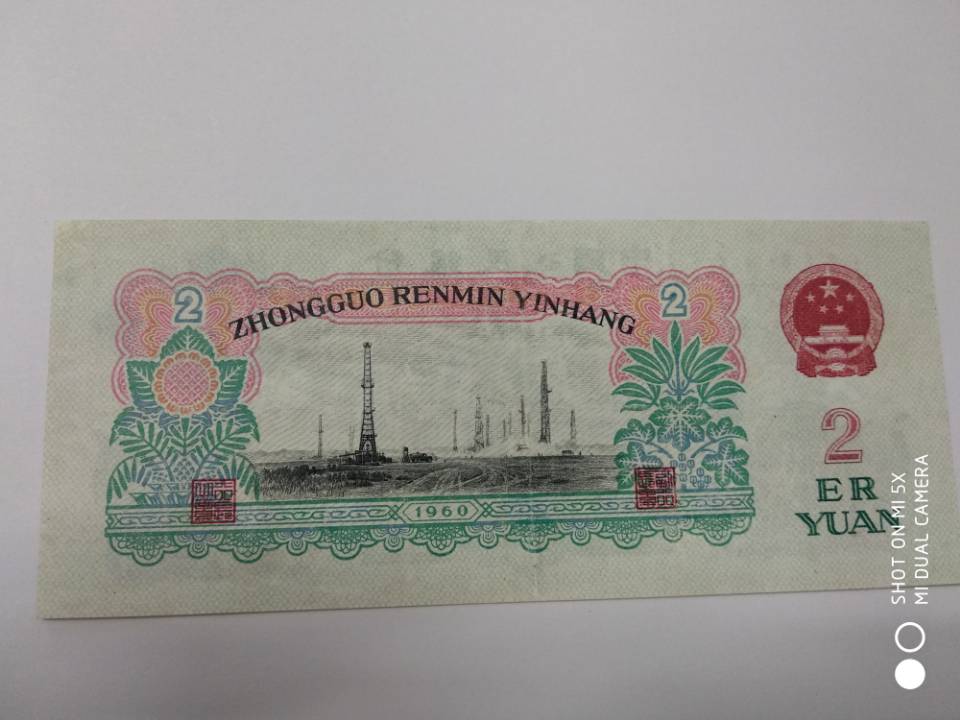 2
2
ZHONGGUO RENMIN YINHANG
2
ER
YUAN
1960
SHOT ON MI 5X
MI DUAL CAMERA